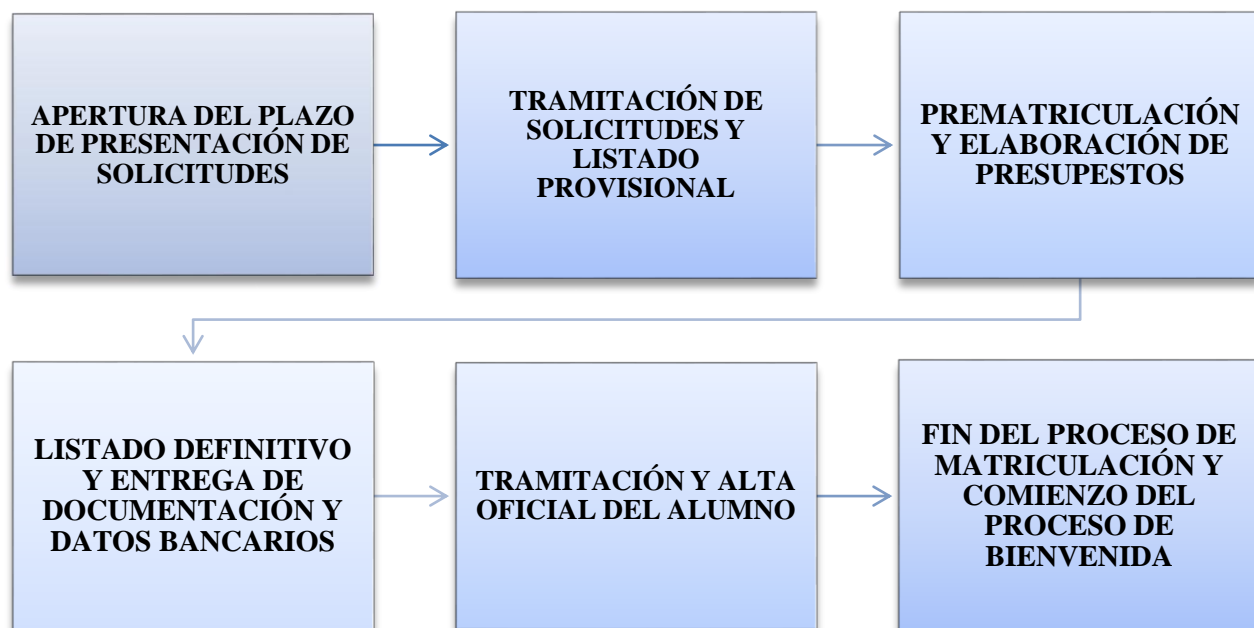 APERTURA DEL PLAZO
DE PRESENTACIÓN DE
SOLICITUDES
TRAMITACIÓN DE
SOLICITUDES Y
LISTADO
PROVISIONAL
PREMATRICULACIÓN
Y ELABORACIÓN DE
PRESUPESTOS
LISTADO DEFINITIVO
Y ENTREGA DE
DOCUMENTACIÓN Y
DATOS BANCARIOS
TRAMITACIÓN Y ALTA
OFICIAL DEL ALUMNO
FIN DEL PROCESO DE
MATRICULACIÓN Y
COMIENZO DEL
PROCESO DE
BIENVENIDA